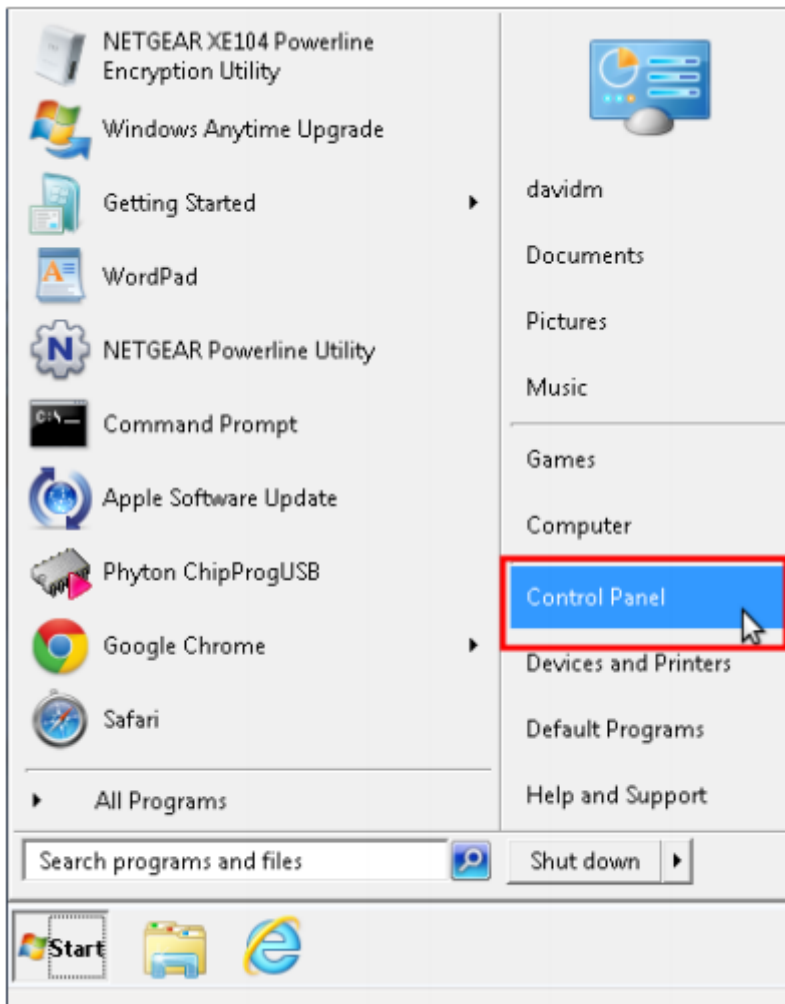 NETGEAR XE104 Powerline
Encryption Utility
Windows Anytime Upgrade
Getting Started
WordPad
NETGEAR Powerline Utility
C:\_
Command Prompt
Apple Software Update
Phyton ChipProgUSB
Google Chrome
Safari
All Programs
Search programs and files
davidm
Documents
Pictures
Music
Games
Computer
Control Panel
Devices and Printers
Default Programs
Help and Support
Shut down
Start